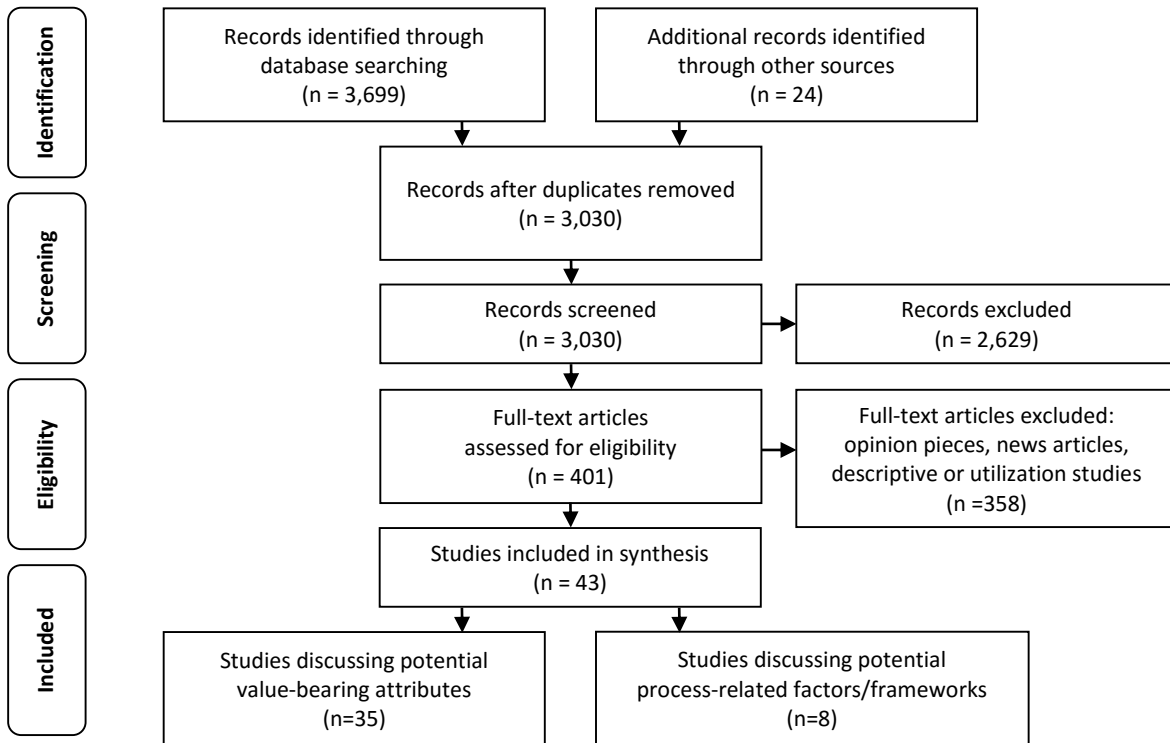 Identification
Records identified through
database searching
(n = 3,699)
Additional records identified
through other sources
(n = 24)
Records after duplicates removed
(n = 3,030)
Screening
Records screened
(n = 3,030)
Records excluded
(n = 2,629)
Eligibility
Full-text articles
assessed for eligibility
(n = 401)
Full-text articles excluded:
opinion pieces, news articles,
descriptive or utilization studies
(n =358)
Studies included in synthesis
(n = 43)
Included
Studies discussing potential
value-bearing attributes
(n=35)
Studies discussing potential
process-related factors/frameworks
(n=8)